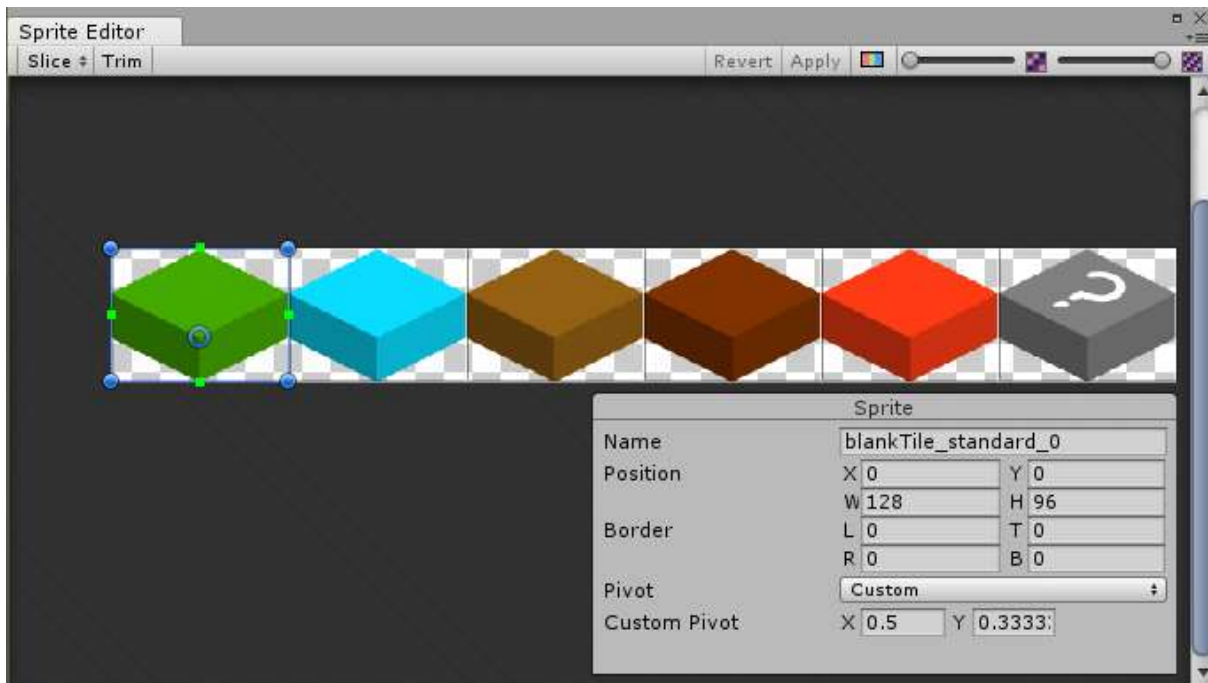 Sprite Editor
Slice Trim Revert Apply
?
Sprite
Name blankTile_standard_0
Position X 0 Y 0
W 128 H 96
Border L 0 T 0
R 0 B 0
Pivot Custom
Custom Pivot X 0.5 Y 0.3333